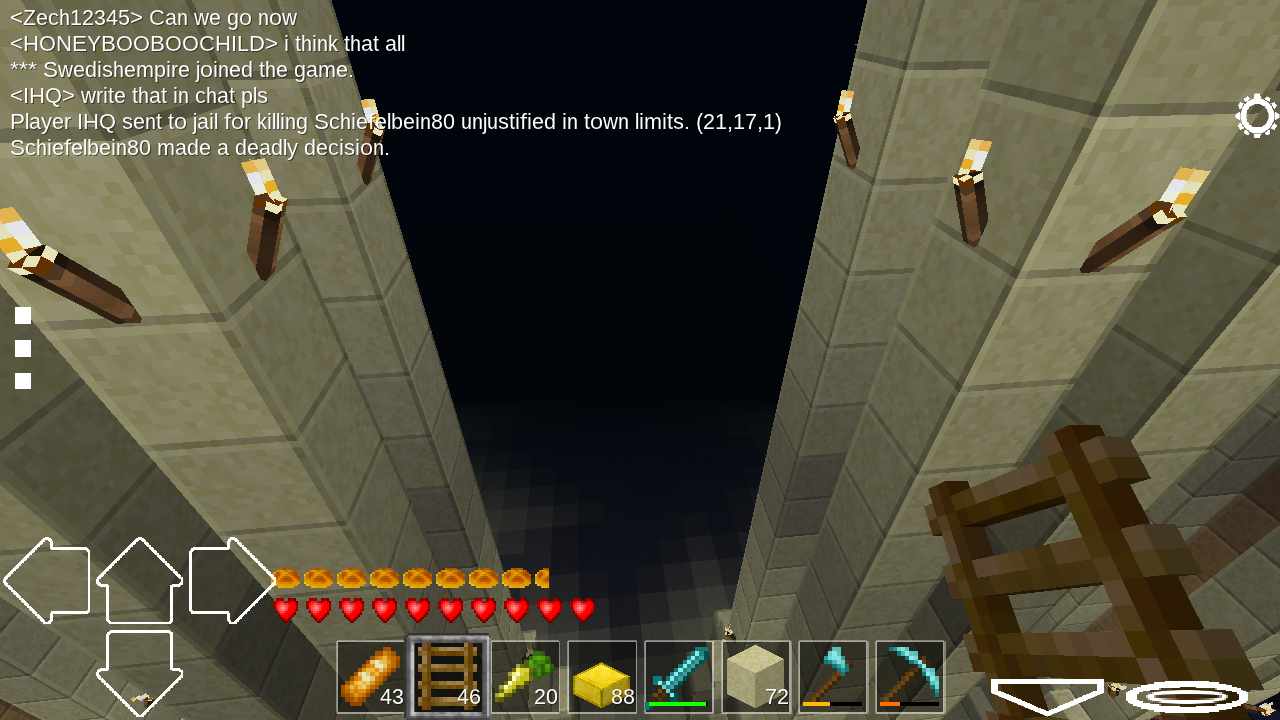 <Zech12345> Can we go now
<HONEYBOOBOOCHILD> i think that all
*** Swedishempire joined the game.
<IHQ> write that in chat pls
Player IHQ sent to jail for killing Schiefelbein80 unjustified in town limits. (21,17,1)
Schiefelbein80 made a deadly decision.
43 46 20 88 72